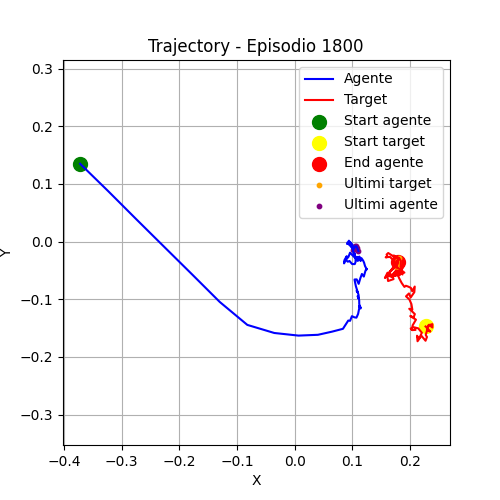 Trajectory - Episodio 1800
Agente
Target
Start agente
Start target
End agente
Ultimi target
Ultimi agente
0.3
0.2
0.1
0.0
−0.1
−0.2
−0.3
Y
−0.4
−0.3
−0.2
−0.1
0.0
0.1
0.2
X